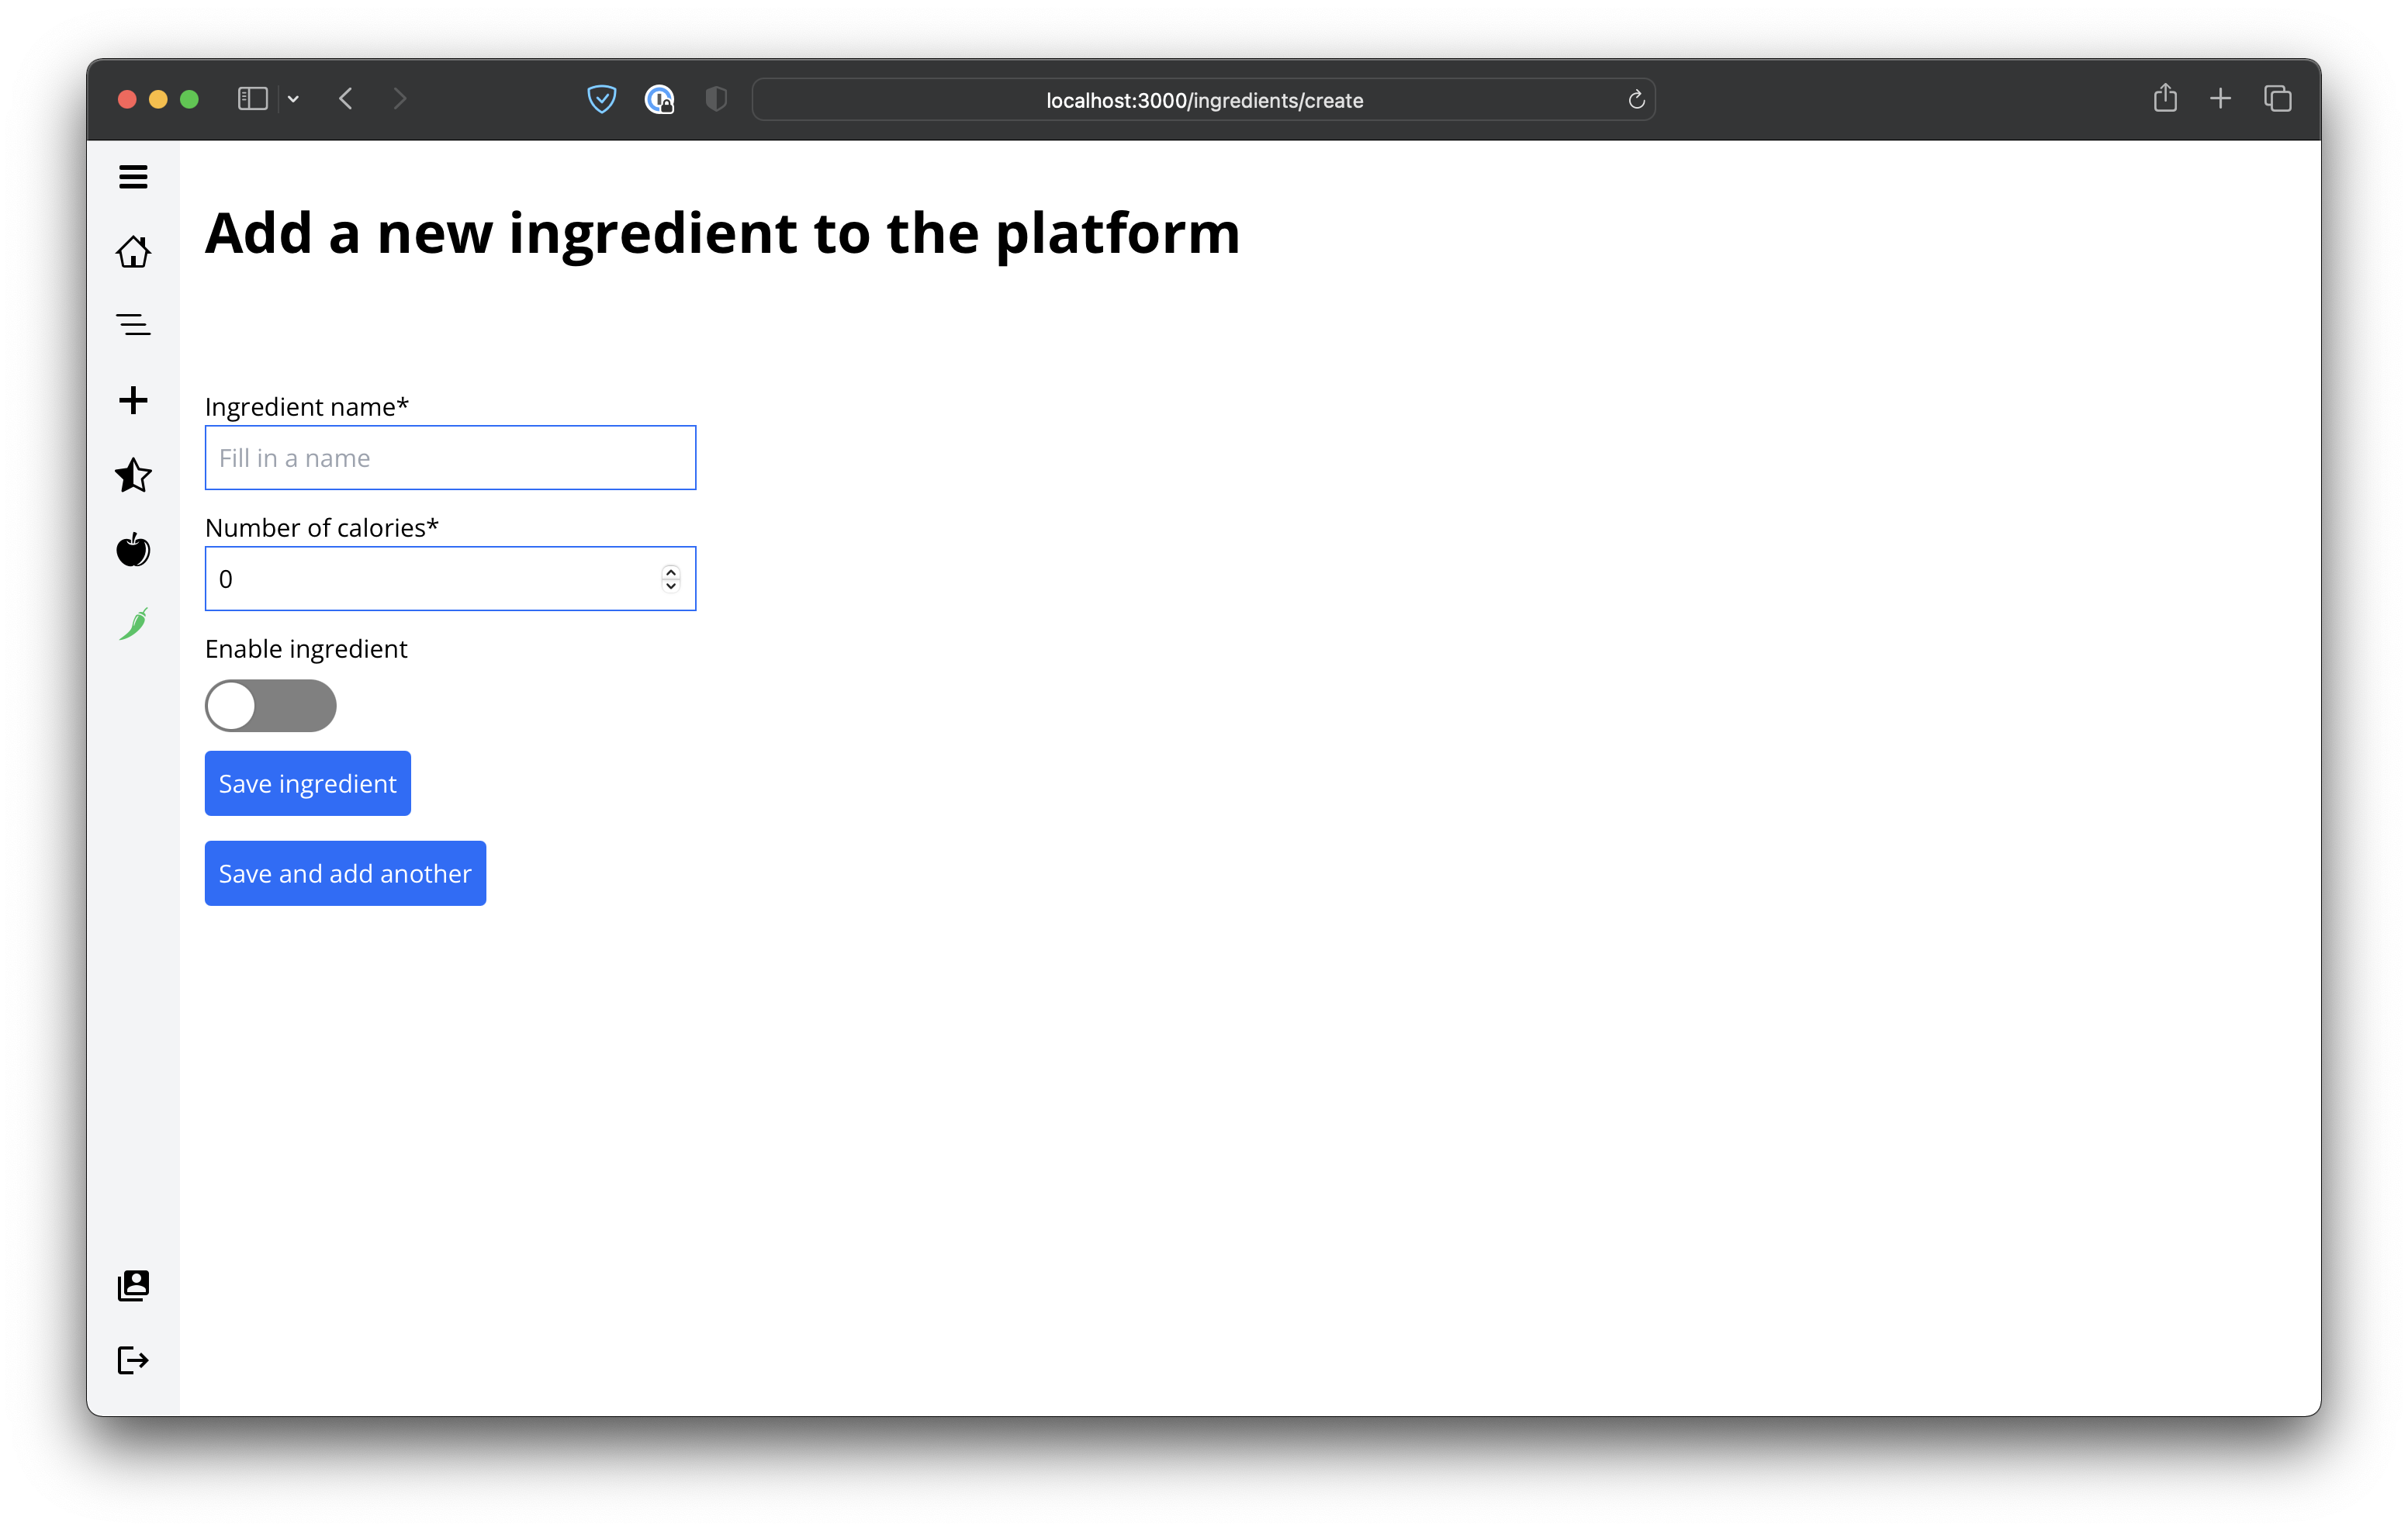 localhost:3000/ingredients/create
Add a new ingredient to the platform
Ingredient name*
Fill in a name
Number of calories*
0
Enable ingredient
Save ingredient
Save and add another